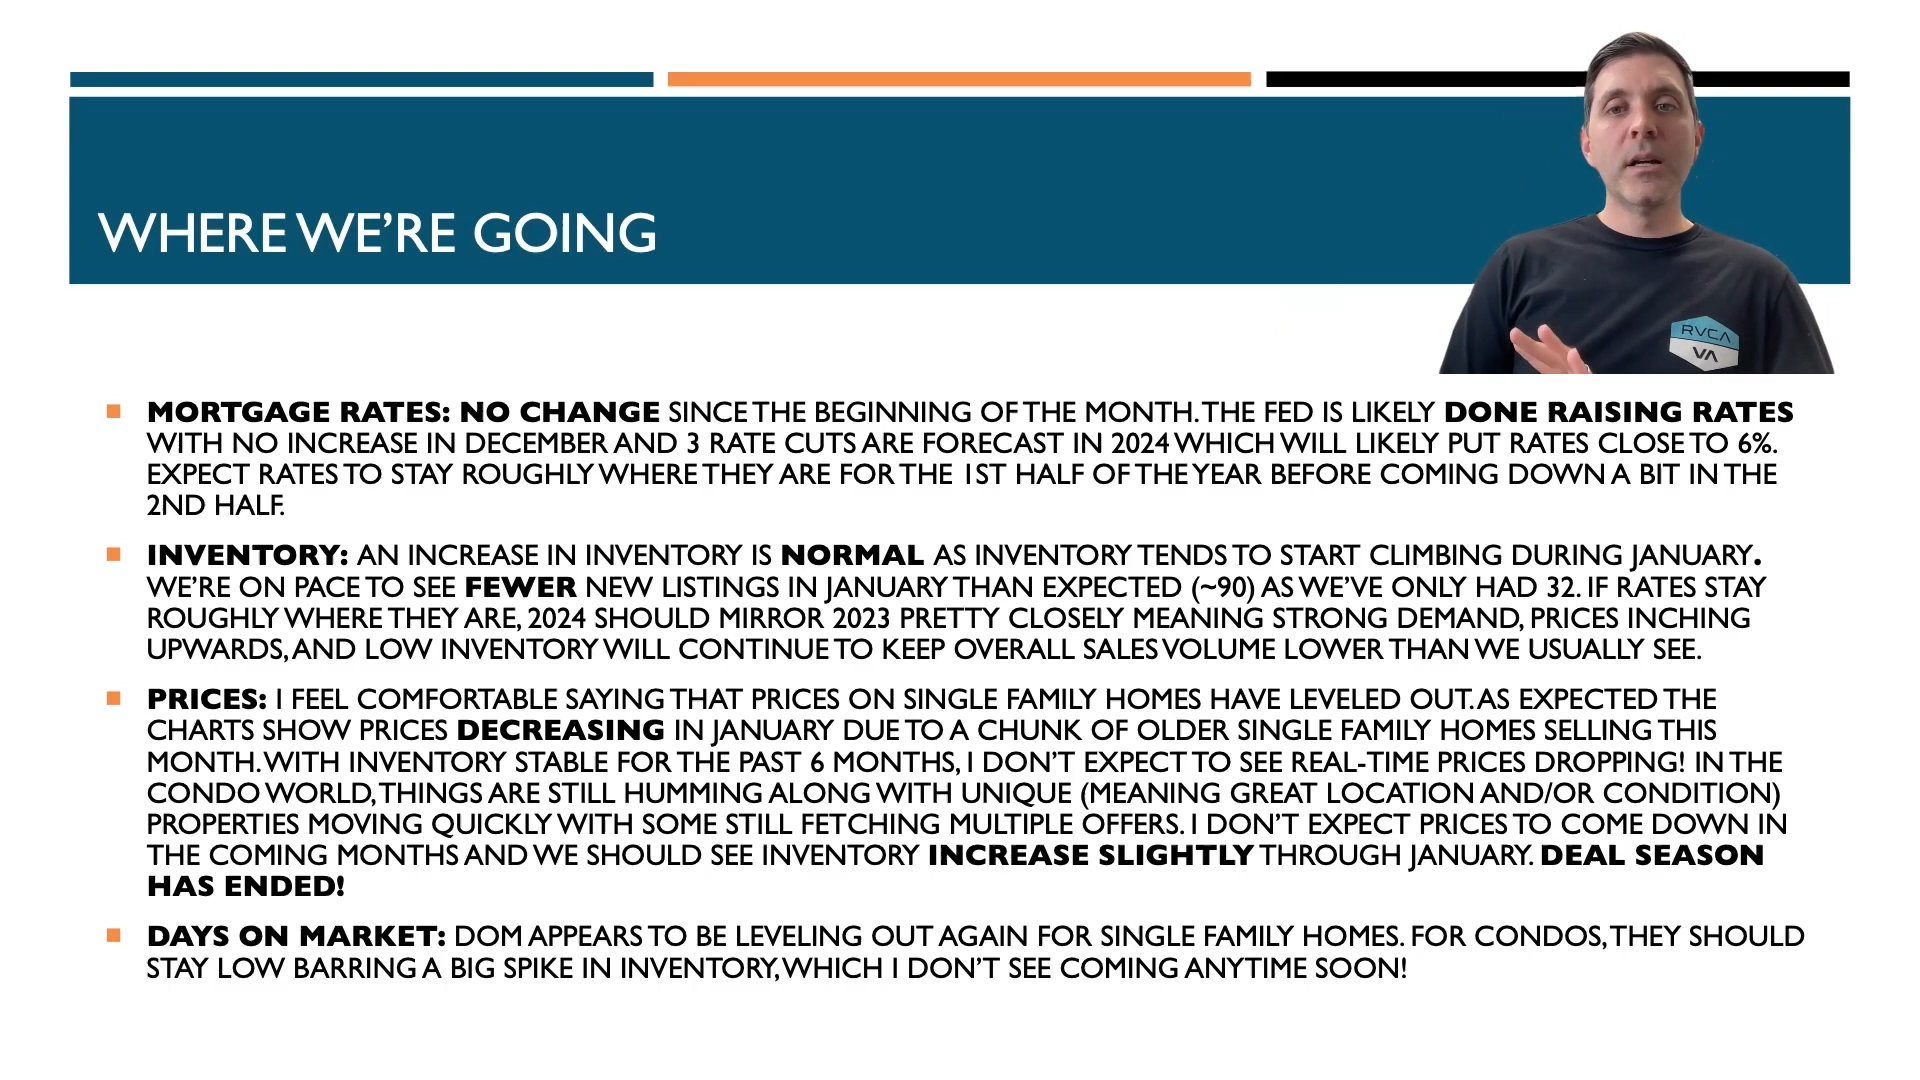 WHERE WE'RE GOING
RVCA
VA
MORTGAGE RATES: NO CHANGE SINCE THE BEGINNING OF THE MONTH. THE FED IS LIKELY DONE RAISING RATES
WITH NO INCREASE IN DECEMBER AND 3 RATE CUTS ARE FORECAST IN 2024 WHICH WILL LIKELY PUT RATES CLOSE TO 6%.
EXPECT RATES TO STAY ROUGHLY WHERE THEY ARE FOR THE 1ST HALF OF THE YEAR BEFORE COMING DOWN A BIT IN THE
2ND HALF.
INVENTORY: AN INCREASE IN INVENTORY IS NORMAL AS INVENTORY TENDS TO START CLIMBING DURING JANUARY.
WE'RE ON PACE TO SEE FEWER NEW LISTINGS IN JANUARY THAN EXPECTED (~90) AS WE'VE ONLY HAD 32. IF RATES STAY
ROUGHLY WHERE THEY ARE, 2024 SHOULD MIRROR 2023 PRETTY CLOSELY MEANING STRONG DEMAND, PRICES INCHING
UPWARDS, AND LOW INVENTORY WILL CONTINUE TO KEEP OVERALL SALES VOLUME LOWER THAN WE USUALLY SEE.
PRICES: I FEEL COMFORTABLE SAYING THAT PRICES ON SINGLE FAMILY HOMES HAVE LEVELED OUT. AS EXPECTED THE
CHARTS SHOW PRICES DECREASING IN JANUARY DUE TO A CHUNK OF OLDER SINGLE FAMILY HOMES SELLING THIS
MONTH. WITH INVENTORY STABLE FOR THE PAST 6 MONTHS, I DON'T EXPECT TO SEE REAL-TIME PRICES DROPPING! IN THE
CONDO WORLD, THINGS ARE STILL HUMMING ALONG WITH UNIQUE (MEANING GREAT LOCATION AND/OR CONDITION)
PROPERTIES MOVING QUICKLY WITH SOME STILL FETCHING MULTIPLE OFFERS. I DON'T EXPECT PRICES TO COME DOWN IN
THE COMING MONTHS AND WE SHOULD SEE INVENTORY INCREASE SLIGHTLY THROUGH JANUARY. DEAL SEASON
HAS ENDED!
DAYS ON MARKET: DOM APPEARS TO BE LEVELING OUT AGAIN FOR SINGLE FAMILY HOMES. FOR CONDOS, THEY SHOULD
STAY LOW BARRING A BIG SPIKE IN INVENTORY, WHICH I DON'T SEE COMING ANYTIME SOON!